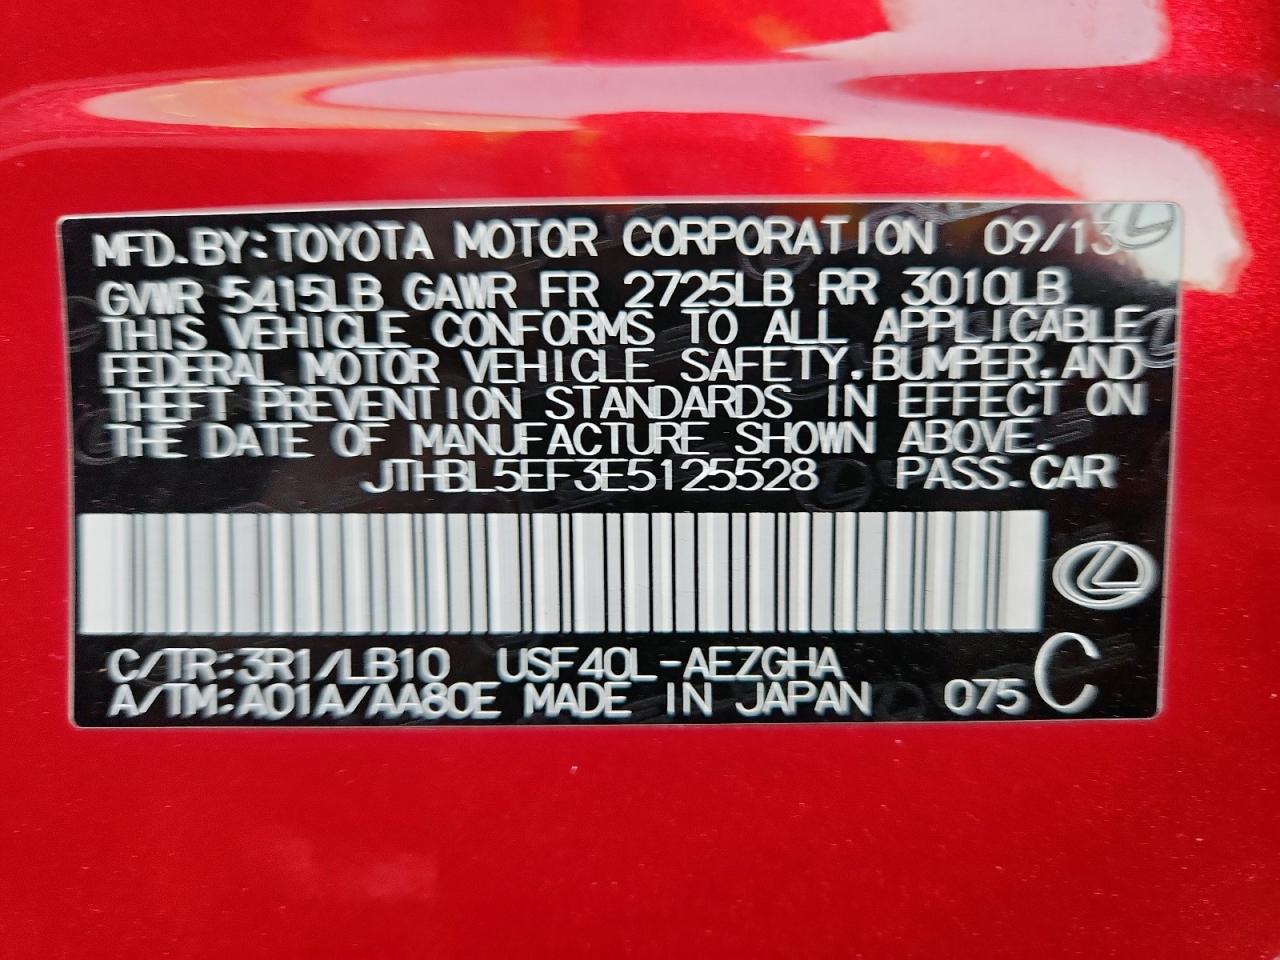 MFD.BY:TOYOTA MOTOR CORPORATION 09/13
GVWR 5415LB GAWR FR 2725LB RR 3010LB
THIS VEHICLE CONFORMS TO ALL APPLICABLE
FEDERAL MOTOR VEHICLE SAFETY,BUMPER,AND
THEFT PREVENTION STANDARDS IN EFFECT ON
THE DATE OF MANUFACTURE SHOWN ABOVE.
JTHBL5EF3E5125528 PASS.CAR
C/TR:3R1/LB10 USF40L-AEZGHA C
A/TM:A01A/AA80E MADE IN JAPAN 075